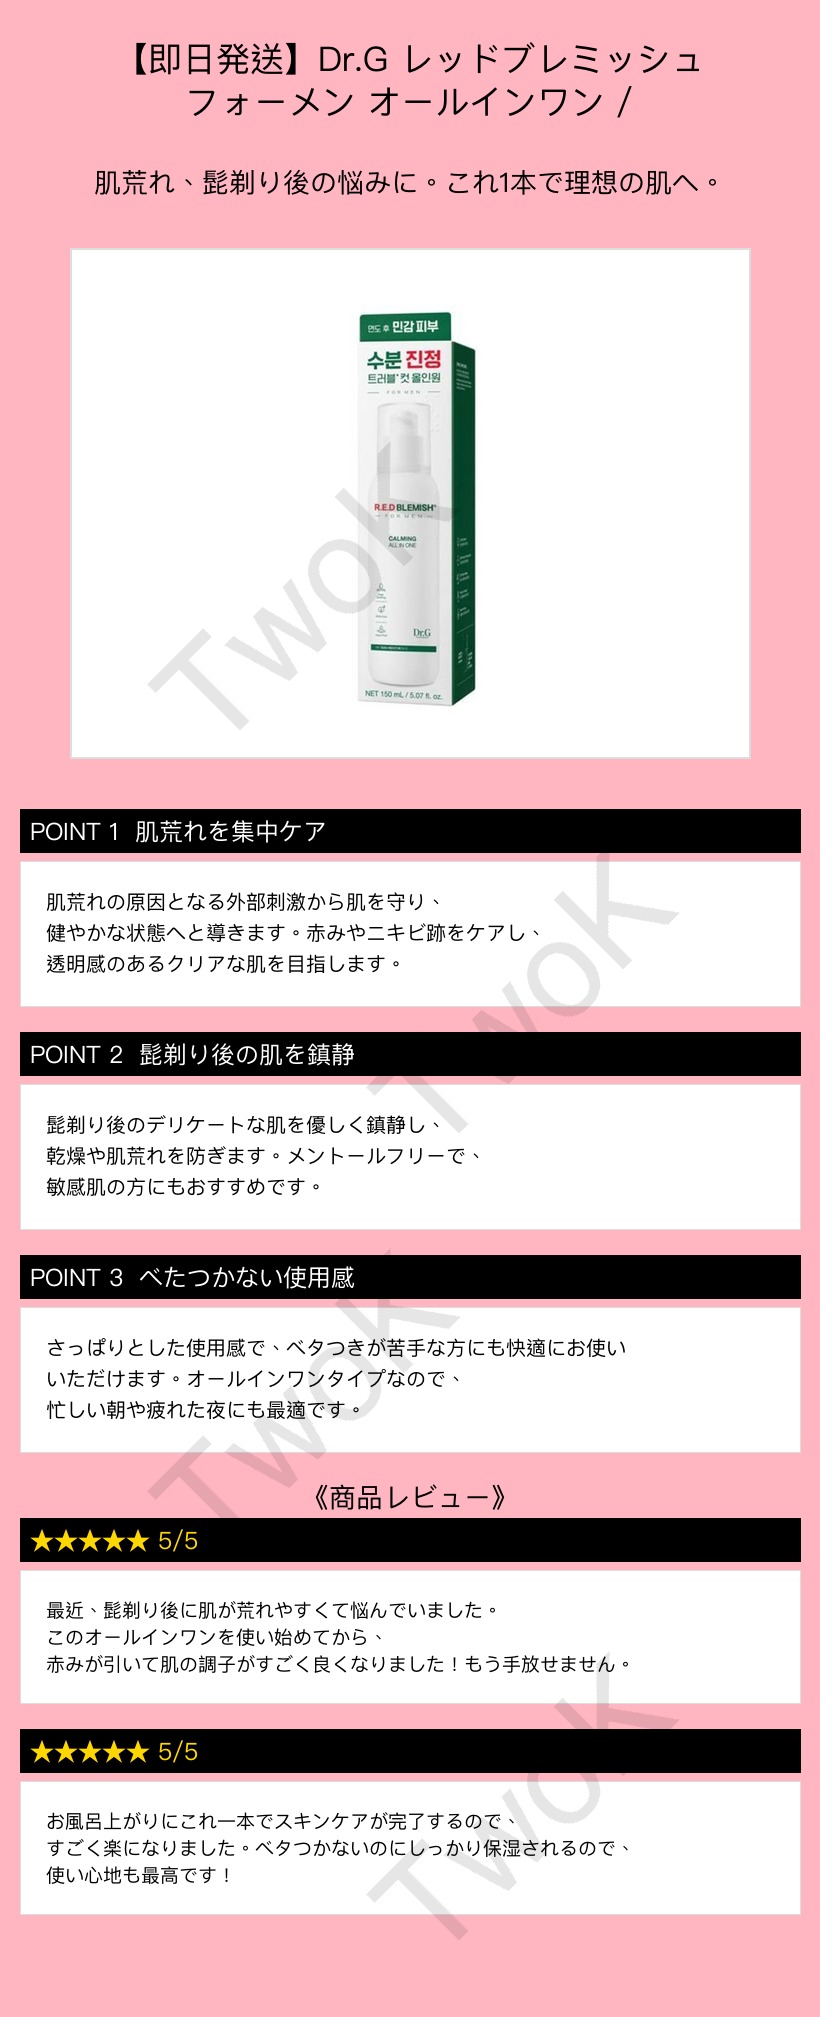 【即日発送】Dr.G レッドブレミッシュ
フォーメン オールインワン /
肌荒れ、髭剃り後の悩みに。これ1本で理想の肌へ。
면도 후 민감 피부
수분 진정
트러블* 컷 올인원
FOR MEN
R.E.D BLEMISH
FOR MEN
CALMING
ALL IN ONE
Dr.G
NET 150 mL / 5.07 fl. oz.
TwoK
POINT 1 肌荒れを集中ケア
肌荒れの原因となる外部刺激から肌を守り、
健やかな状態へと導きます。赤みやニキビ跡をケアし、
透明感のあるクリアな肌を目指します。
TwoK
POINT 2 髭剃り後の肌を鎮静
髭剃り後のデリケートな肌を優しく鎮静し、
乾燥や肌荒れを防ぎます。メントールフリーで、
敏感肌の方にもおすすめです。
POINT 3 べたつかない使用感
さっぱりとした使用感で、ベタつきが苦手な方にも快適にお使い
いただけます。オールインワンタイプなので、
忙しい朝や疲れた夜にも最適です。
TwoK
《商品レビュー》
★★★★★ 5/5
最近、髭剃り後に肌が荒れやすくて悩んでいました。
このオールインワンを使い始めてから、
赤みが引いて肌の調子がすごく良くなりました！もう手放せません。
★★★★★ 5/5
お風呂上がりにこれ一本でスキンケアが完了するので、
すごく楽になりました。ベタつかないのにしっかり保湿されるので、
使い心地も最高です！
TwoK